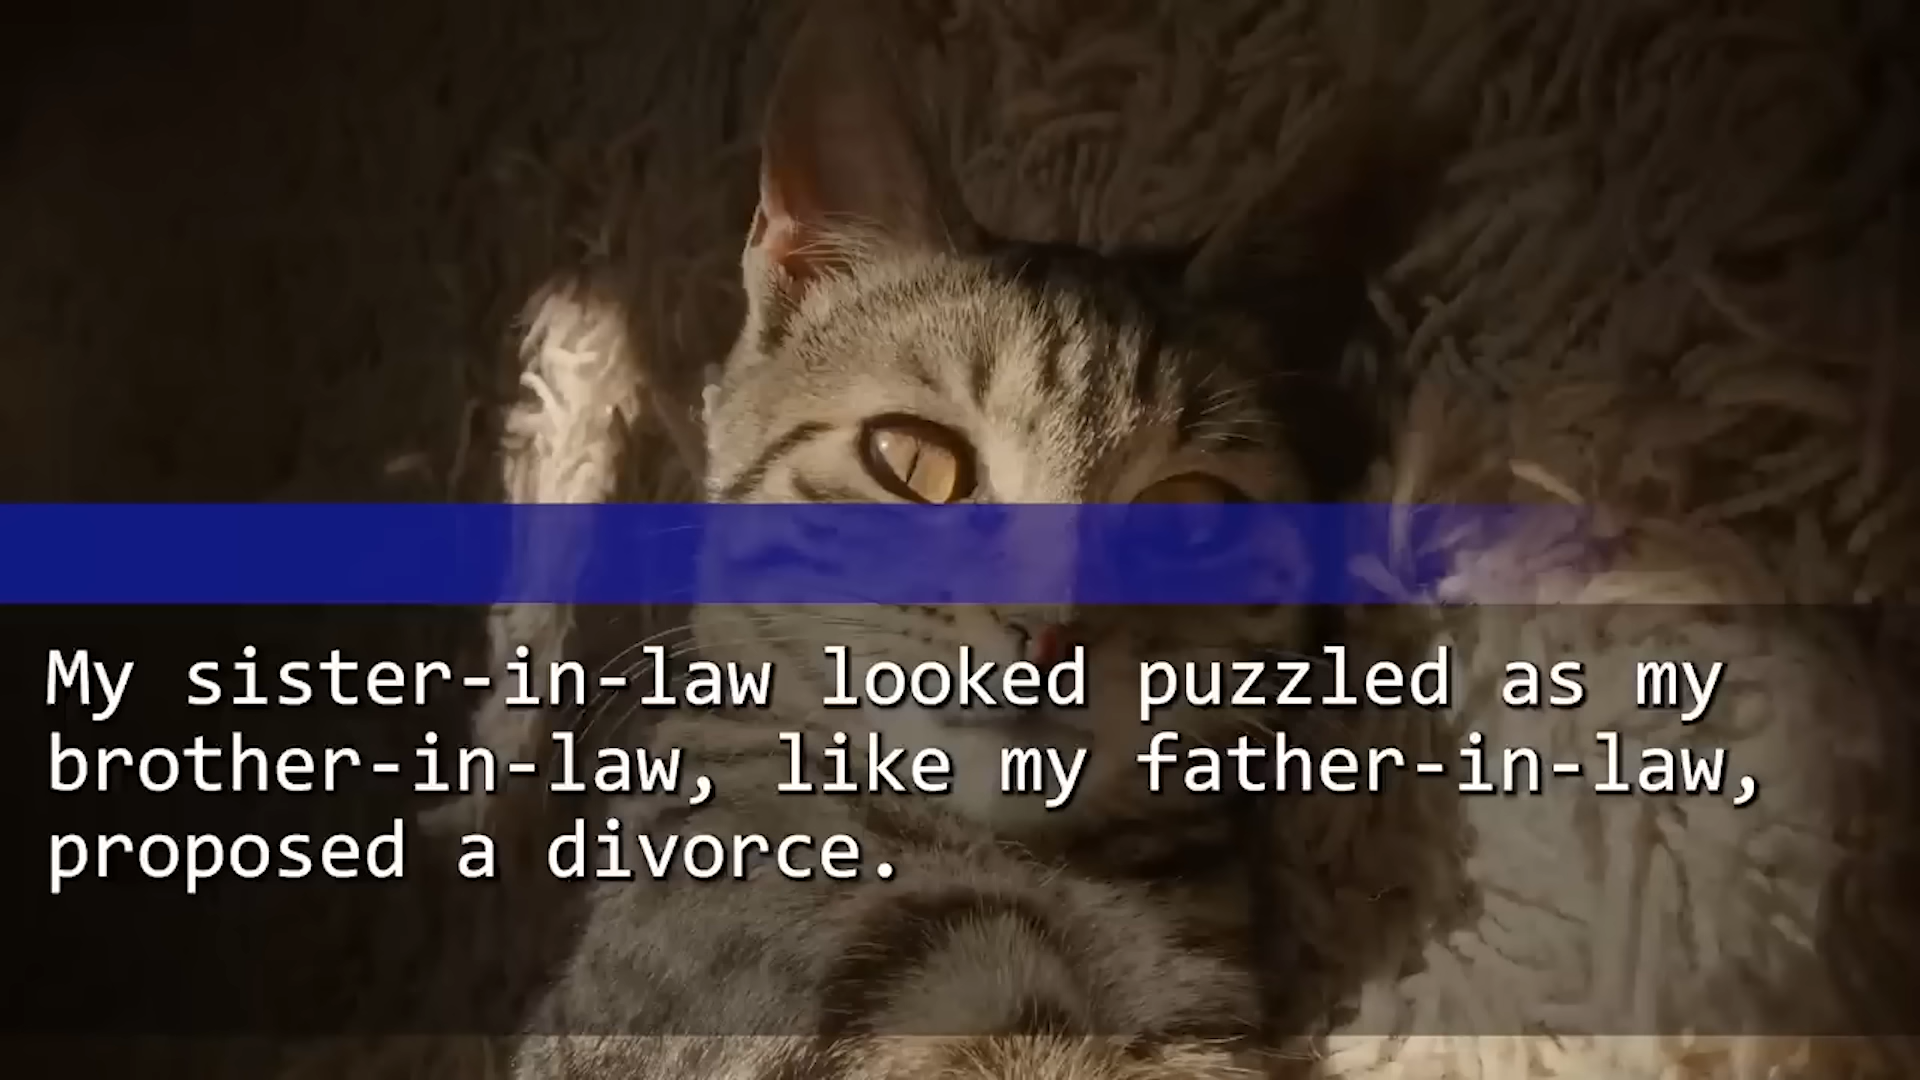 My sister-in-law looked puzzled as my
brother-in-law, like my father-in-law,
proposed a divorce.